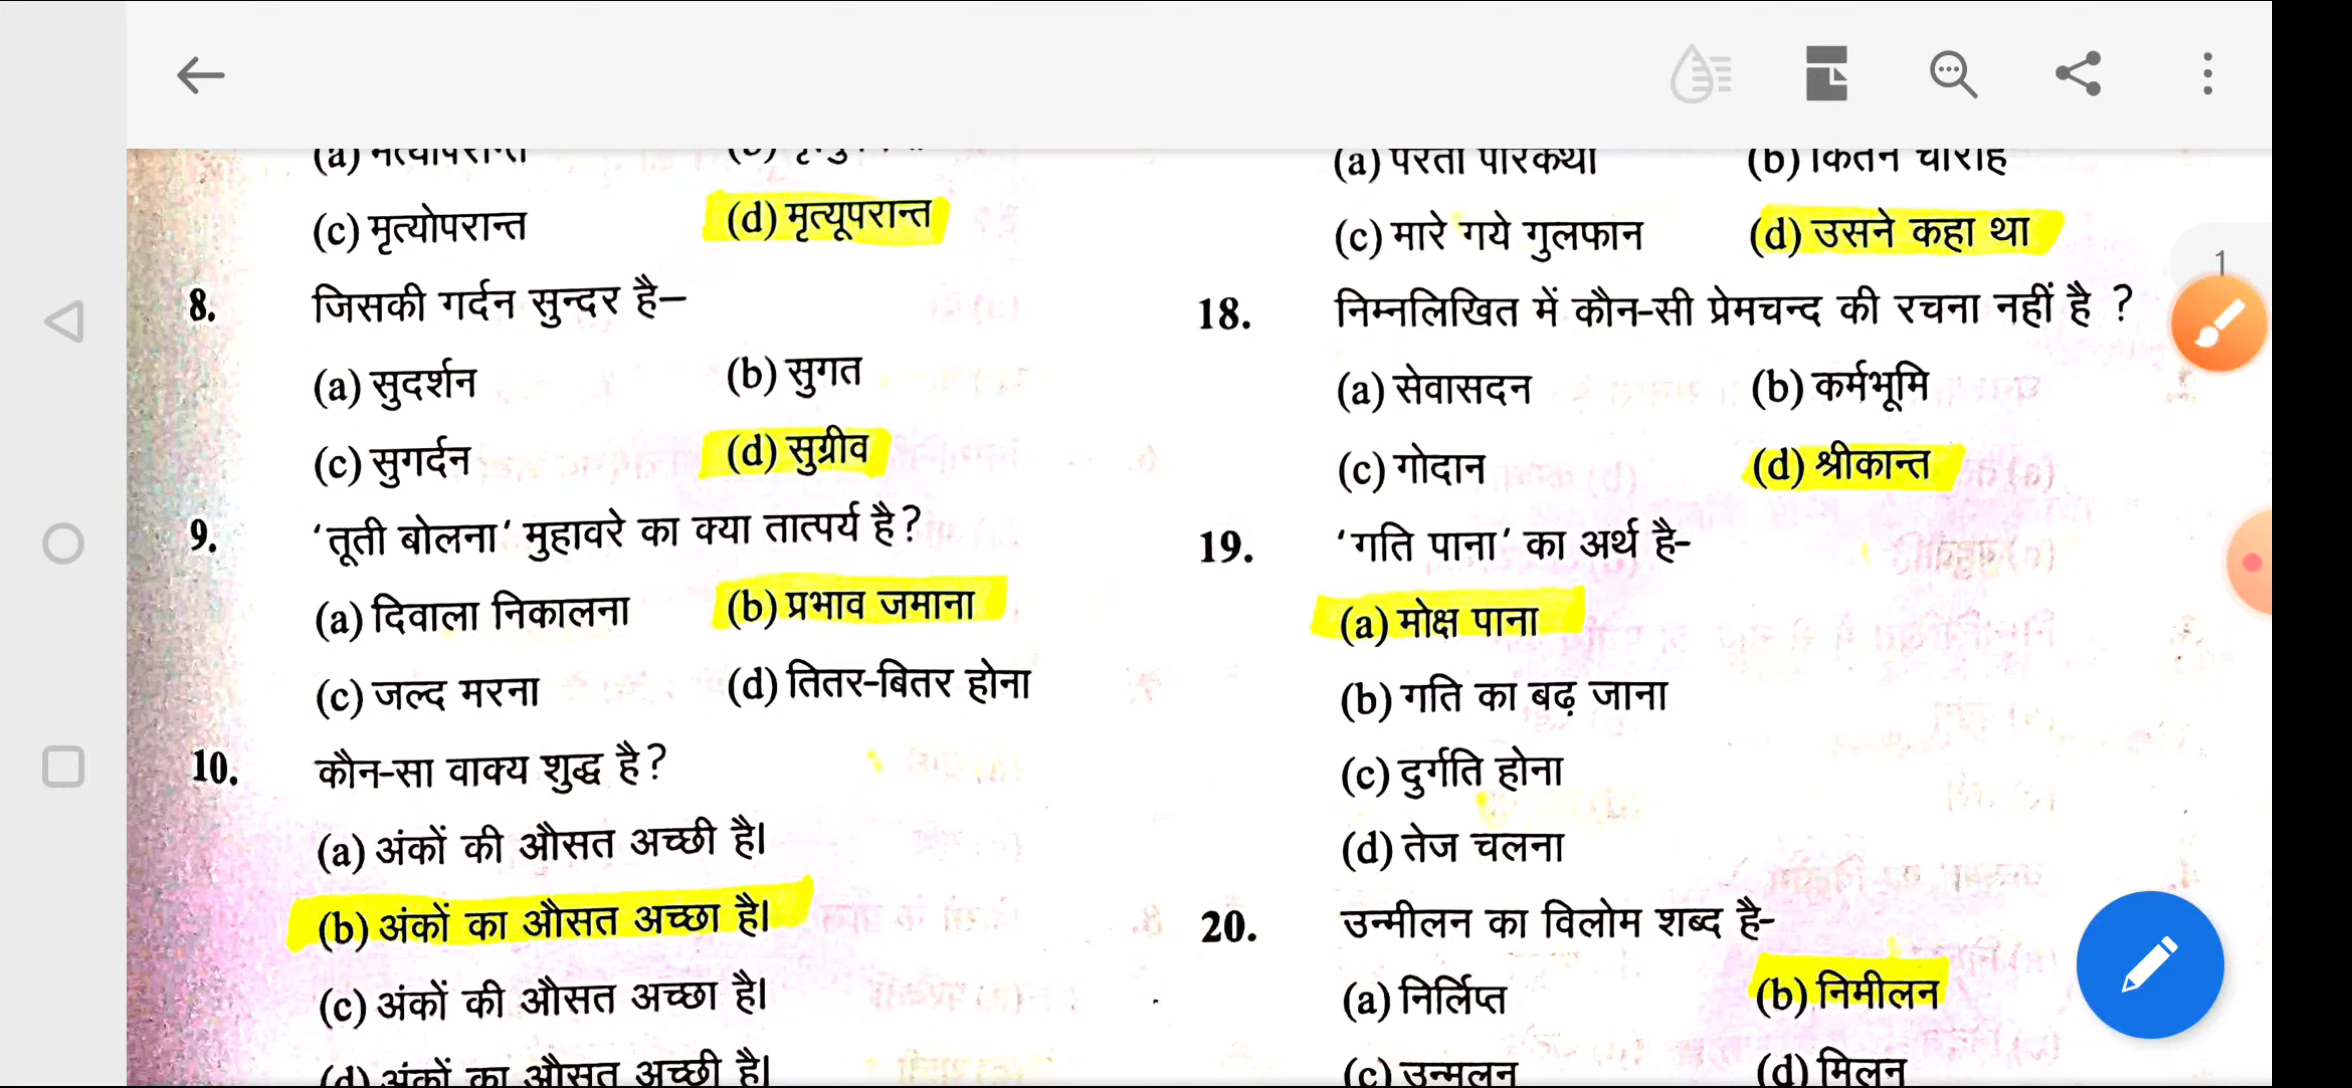 (c) मृत्योपरान्त (d) मृत्यूपरान्त
8. जिसकी गर्दन सुन्दर है–
(a) सुदर्शन (b) सुगत
(c) सुगर्दन (d) सुग्रीव
9. ‘तूती बोलना’ मुहावरे का क्या तात्पर्य है?
(a) दिवाला निकालना (b) प्रभाव जमाना
(c) जल्द मरना (d) तितर-बितर होना
10. कौन-सा वाक्य शुद्ध है?
(a) अंकों की औसत अच्छी है।
(b) अंकों का औसत अच्छा है।
(c) अंकों की औसत अच्छा है।
(d) अंकों का औसत अच्छी है।
(a) परती परिकथा (b) कितने चौराहे
(c) मारे गये गुलफान (d) उसने कहा था
18. निम्नलिखित में कौन-सी प्रेमचन्द की रचना नहीं है ?
(a) सेवासदन (b) कर्मभूमि
(c) गोदान (d) श्रीकान्त
19. ‘गति पाना’ का अर्थ है-
(a) मोक्ष पाना
(b) गति का बढ़ जाना
(c) दुर्गति होना
(d) तेज चलना
20. उन्मीलन का विलोम शब्द है-
(a) निर्लिप्त (b) निमीलन
(c) उन्मूलन (d) मिलन
1